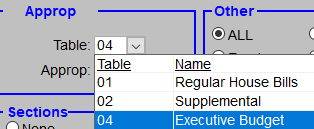 Approp
Other
Table: 04
ALL
Approp:
Table Name
01 Regular House Bills
02 Supplemental
04 Executive Budget
Sections
None